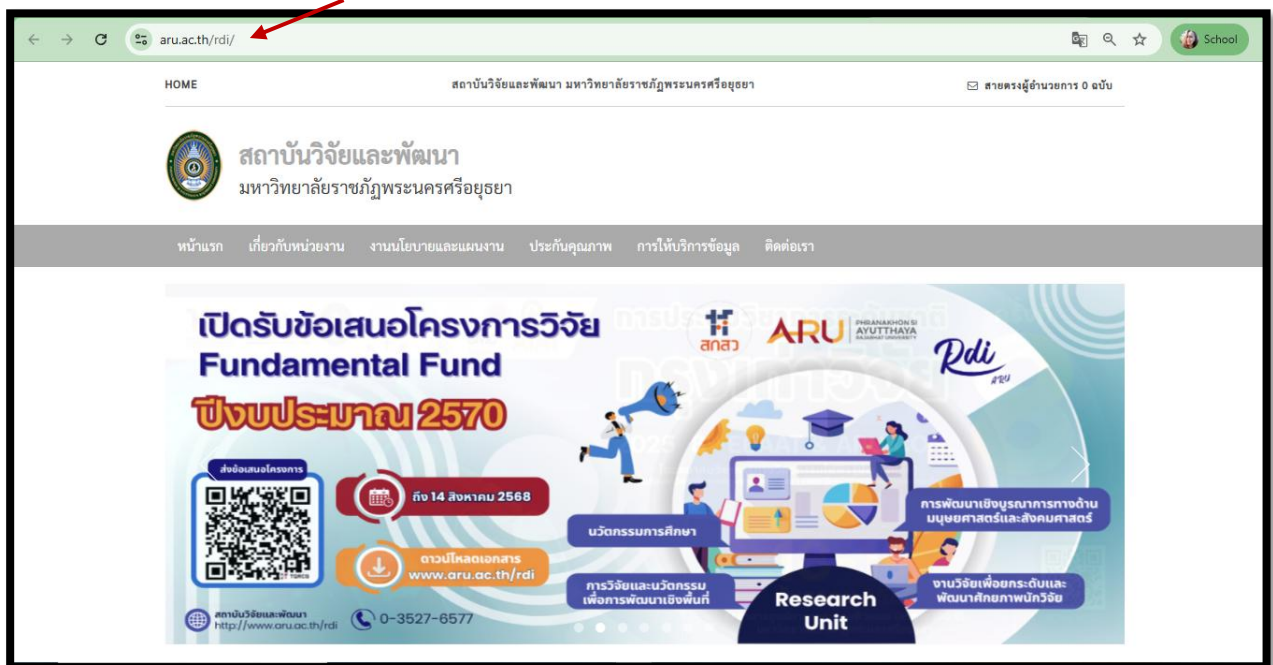 aru.ac.th/rdi/
School
HOME
สถาบันวิจัยและพัฒนา มหาวิทยาลัยราชภัฏพระนครศรีอยุธยา
สายตรงผู้อำนวยการ 0 ฉบับ
สถาบันวิจัยและพัฒนา
มหาวิทยาลัยราชภัฏพระนครศรีอยุธยา
หน้าแรก เกี่ยวกับหน่วยงาน งานนโยบายและแผนงาน ประกันคุณภาพ การให้บริการข้อมูล ติดต่อเรา
เปิดรับข้อเสนอโครงการวิจัย
Fundamental Fund
ปีงบประมาณ 2570
สกสว
ARU
PHRANAKHON SI
AYUTTHAYA
RAJABHAT UNIVERSITY
Rdi
ARU
ส่งข้อเสนอโครงการ
ถึง 14 สิงหาคม 2568
ดาวน์โหลดเอกสาร
www.aru.ac.th/rdi
สถาบันวิจัยและพัฒนา
http://www.aru.ac.th/rdi
0-3527-6577
นวัตกรรมการศึกษา
การวิจัยและนวัตกรรม
เพื่อการพัฒนาเชิงพื้นที่
Research
Unit
การพัฒนาเชิงบูรณาการทางด้าน
มนุษยศาสตร์และสังคมศาสตร์
งานวิจัยเพื่อยกระดับและ
พัฒนาศักยภาพนักวิจัย